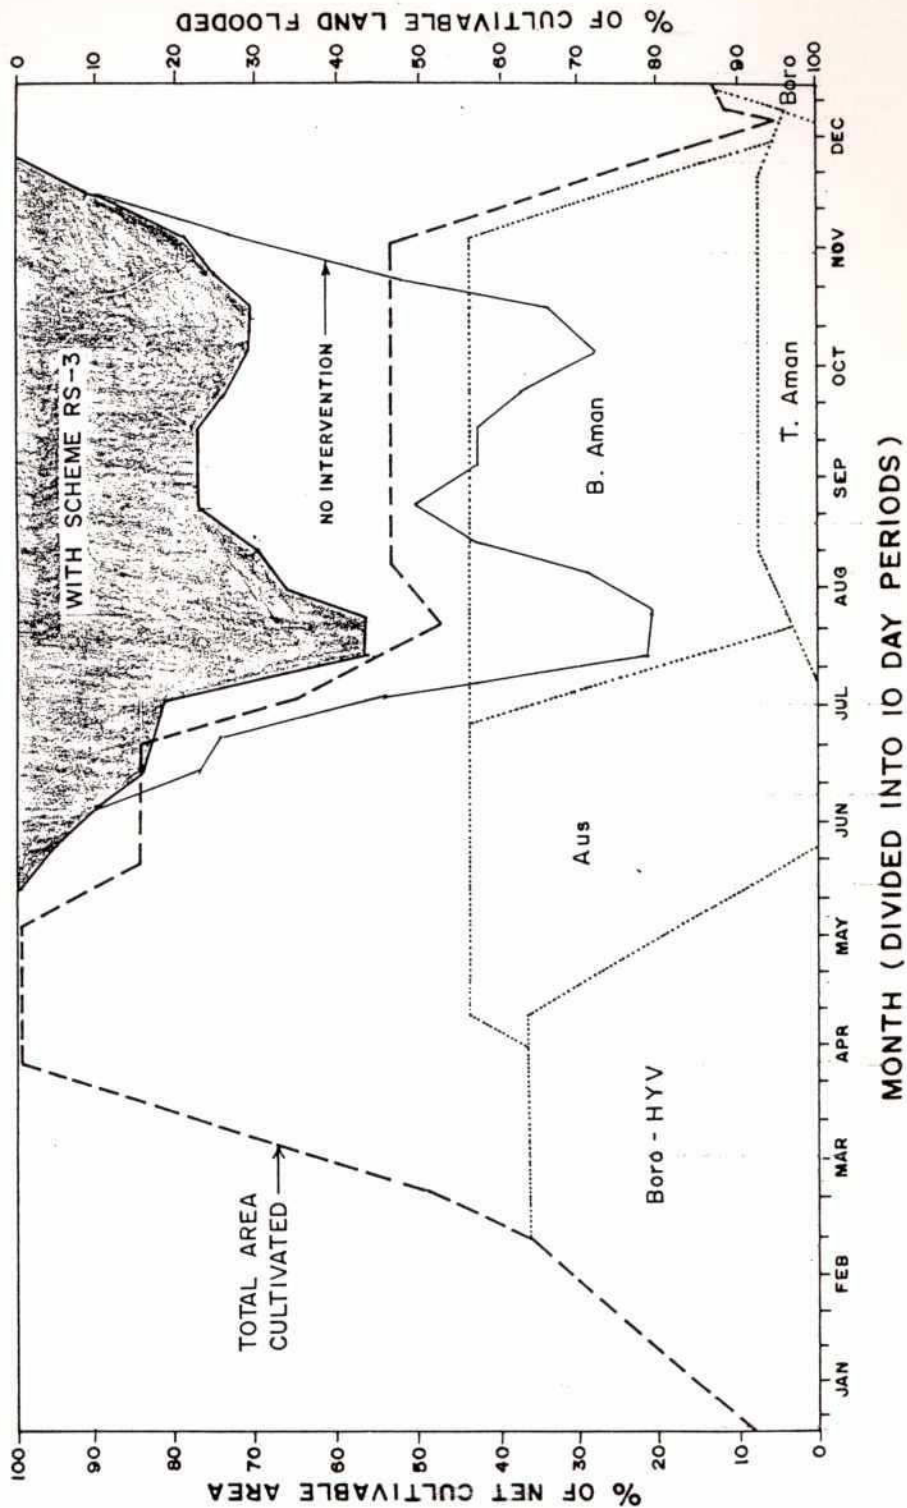 % OF CULTIVABLE LAND FLOODED
0 10 20 30 40 50 60 70 80 90 100
WITH SCHEME RS-3
NO INTERVENTION
TOTAL AREA
CULTIVATED
B. Aman
T. Aman
Boro
Aus
Boro - HYV
% OF NET CULTIVABLE AREA
100 90 80 70 60 50 40 30 20 10 0
JAN FEB MAR APR MAY JUN JUL AUG SEP OCT NOV DEC
MONTH (DIVIDED INTO 10 DAY PERIODS)